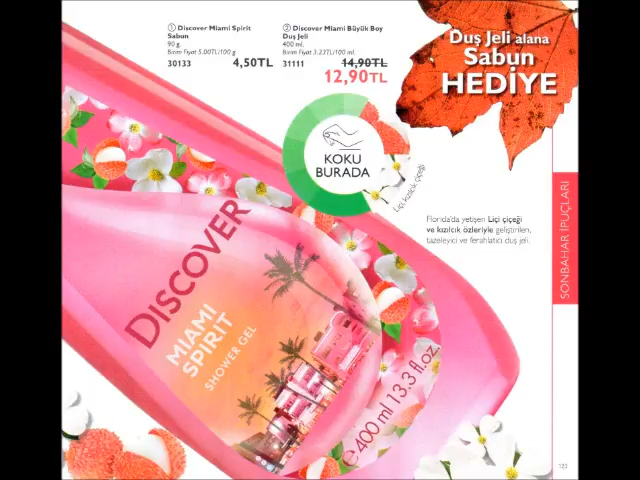 ① Discover Miami Spirit
Sabun
90 g.
Birim Fiyat 5.00TL/100 g
30133 4,50TL
② Discover Miami Büyük Boy
Duş Jeli
400 ml.
Birim Fiyat 3.23TL/100 ml.
31111 14,90TL
12,90TL
Duş Jeli alana
Sabun
HEDİYE
KOKU
BURADA
Liçi, kızılcık çiçeği
Florida'da yetişen Liçi çiçeği
ve kızılcık özleriyle geliştirilen,
tazeleyici ve ferahlatıcı duş jeli.
SONBAHAR İPUÇLARI
DISCOVER
MIAMI
SPIRIT
SHOWER GEL
e 400 ml 13.3 fl.oz.
123